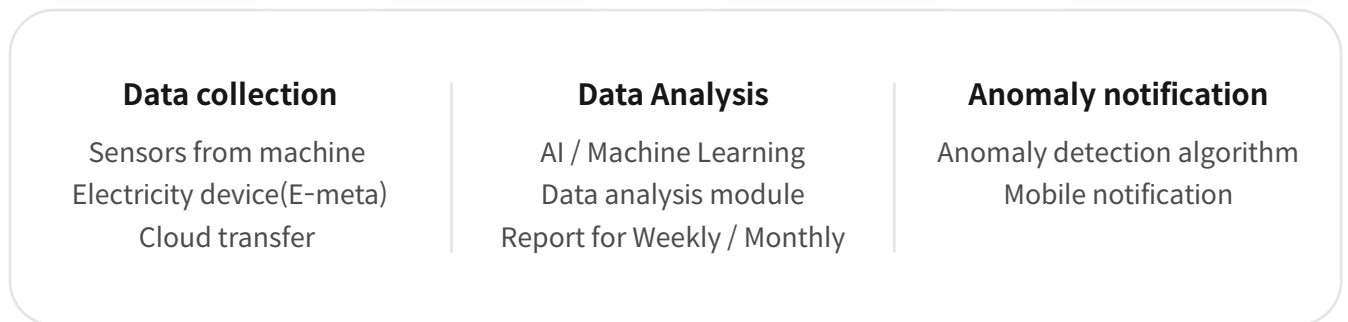 Data collection
Sensors from machine
Electricity device(E-meta)
Cloud transfer
Data Analysis
AI / Machine Learning
Data analysis module
Report for Weekly / Monthly
Anomaly notification
Anomaly detection algorithm
Mobile notification